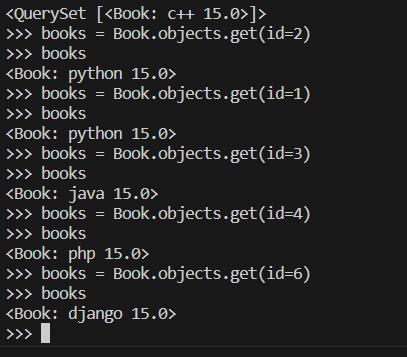 <QuerySet [<Book: c++ 15.0>]>
>>> books = Book.objects.get(id=2)
>>> books
<Book: python 15.0>
>>> books = Book.objects.get(id=1)
>>> books
<Book: python 15.0>
>>> books = Book.objects.get(id=3)
>>> books
<Book: java 15.0>
>>> books = Book.objects.get(id=4)
>>> books
<Book: php 15.0>
>>> books = Book.objects.get(id=6)
>>> books
<Book: django 15.0>
>>>